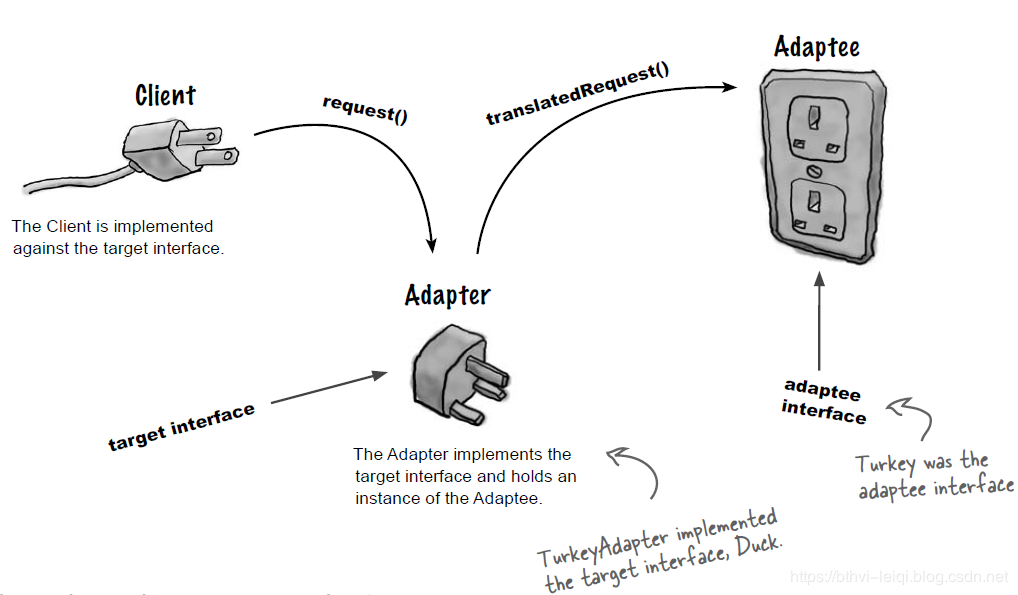 Client
request()
translatedRequest()
Adaptee
The Client is implemented
against the target interface.
Adapter
target interface
The Adapter implements the
target interface and holds an
instance of the Adaptee.
adaptee
interface
Turkey was the
adaptee interface
TurkeyAdapter implemented
the target interface, Duck.
https://bthvi-leiqi.blog.csdn.net